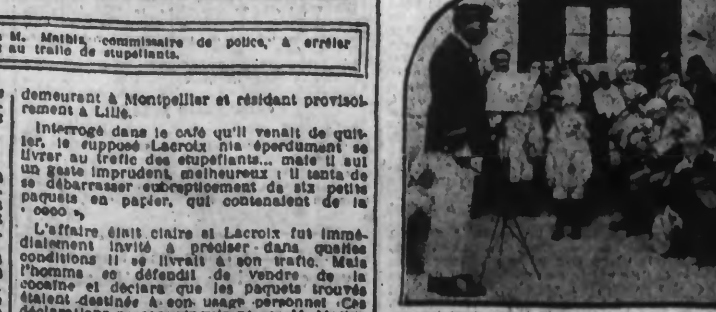 M. Mathis, commissaire de police, à arrêter
au trafic de stupéfiants.
demeurant à Montpellier et résidant provisoi-
rement à Lille.
Interrogé dans le café qu'il venait de quit-
ter, le supposé Lacroix nia éperdument se
livrer au trafic des stupéfiants... mais il eut
un geste imprudent, malheureux : il tenta de
se débarrasser subrepticement de six petits
paquets en papier, qui contenaient de la
« coco ».
L'affaire était claire et Lacroix fut immé-
diatement invité à préciser dans quelles
conditions il se livrait à son trafic. Mais
l'homme se défendit de vendre de la
cocaïne et déclara que les paquets trouvés
étaient destinés à son usage personnel. Ces
déclarations